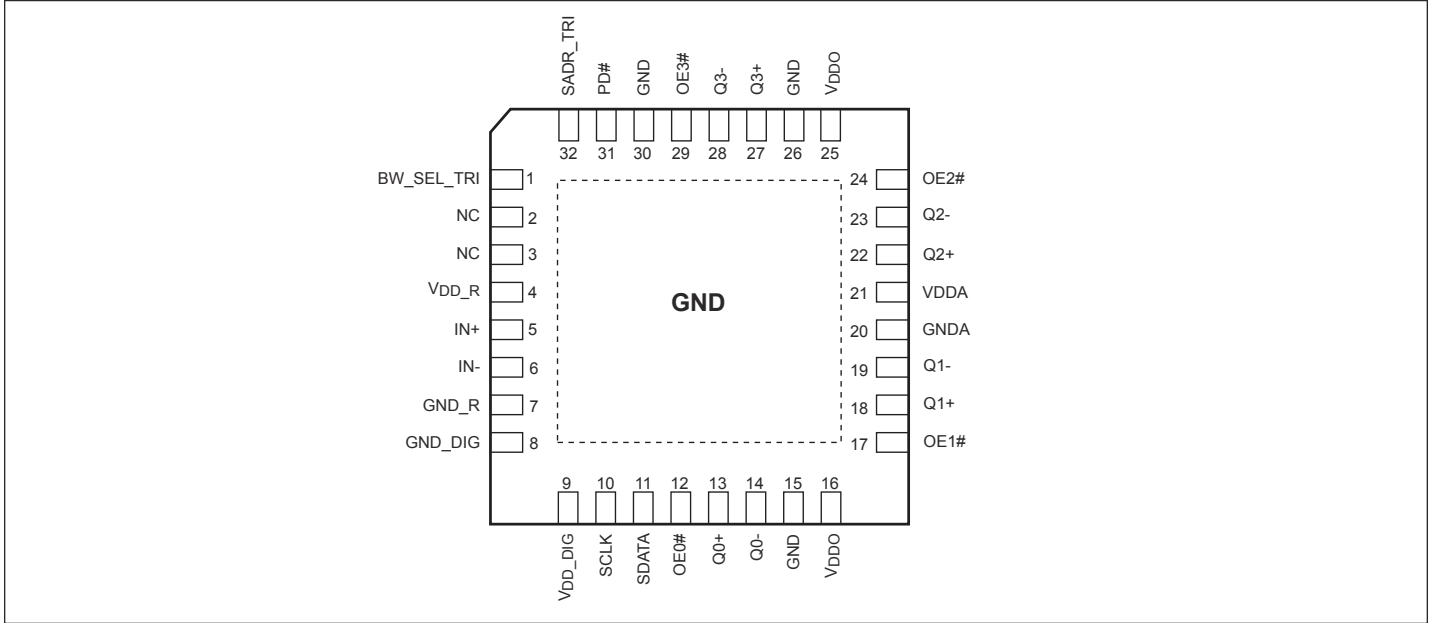 SADR_TRI
PD#
GND
OE3#
Q3-
Q3+
GND
VDDO
32 31 30 29 28 27 26 25
BW_SEL_TRI 1
NC 2
NC 3
VDD_R 4
IN+ 5
IN- 6
GND_R 7
GND_DIG 8
GND
24 OE2#
23 Q2-
22 Q2+
21 VDDA
20 GNDA
19 Q1-
18 Q1+
17 OE1#
9 10 11 12 13 14 15 16
VDD_DIG
SCLK
SDATA
OE0#
Q0+
Q0-
GND
VDDO